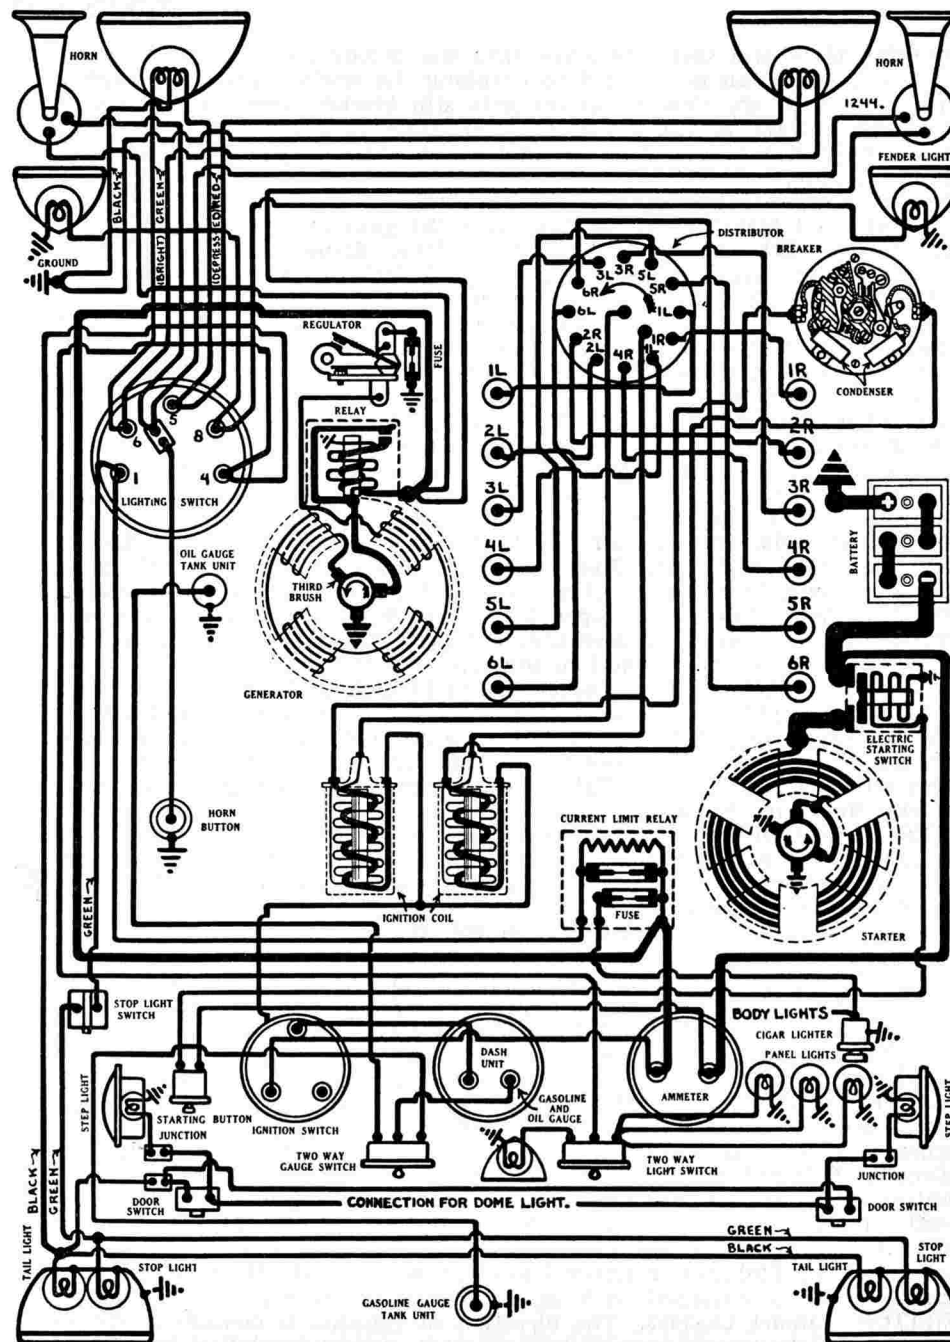 HORN
HORN
1244.
FENDER LIGHT
BLACK
(BRIGHT) GREEN
RED
GROUND
DISTRIBUTOR
BREAKER
3L
3R
5L
6R
5R
6L
1L
2R
1R
2L
4R
4L
REGULATOR
FUSE
CONDENSER
RELAY
1L
1R
5
6
8
2L
2R
1
4
LIGHTING SWITCH
3L
3R
OIL GAUGE
TANK UNIT
4L
4R
BATTERY
THIRD
BRUSH
5L
5R
6L
6R
GENERATOR
ELECTRIC
STARTING
SWITCH
HORN
BUTTON
CURRENT LIMIT RELAY
GREEN
IGNITION COIL
FUSE
STARTER
STOP LIGHT
SWITCH
BODY LIGHTS
CIGAR LIGHTER
PANEL LIGHTS
DASH
UNIT
STEP LIGHT
STARTING BUTTON
JUNCTION
IGNITION SWITCH
GASOLINE
AND
OIL GAUGE
AMMETER
STEP LIGHT
TWO WAY
GAUGE SWITCH
TWO WAY
LIGHT SWITCH
JUNCTION
BLACK
GREEN
DOOR
SWITCH
CONNECTION FOR DOME LIGHT.
DOOR SWITCH
GREEN
BLACK
TAIL LIGHT
STOP LIGHT
TAIL LIGHT
STOP
LIGHT
GASOLINE GAUGE
TANK UNIT